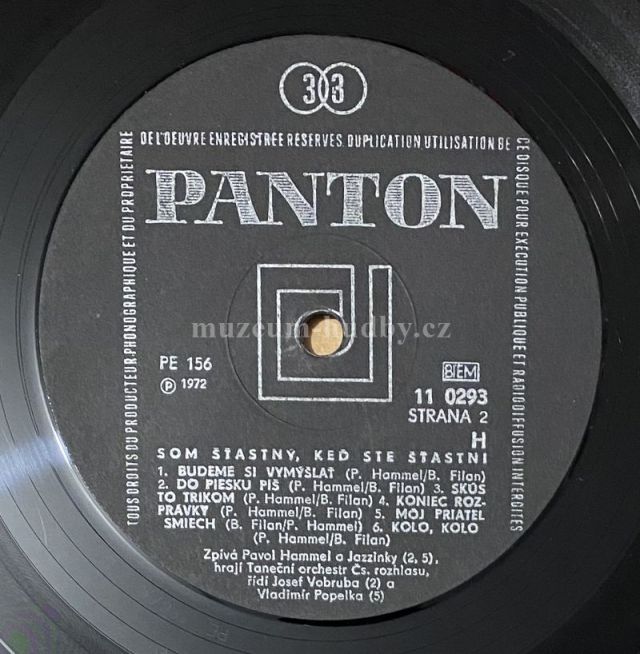 33
DE L'OEUVRE ENREGISTRÉE RÉSERVÉS. DUPLICATION UTILISATION DE
CE DISQUE POUR EXÉCUTION PUBLIQUE ET RADIODIFFUSION INTERDITES
TOUS DROITS DU PRODUCTEUR PHONOGRAPHIQUE ET DU PROPRIÉTAIRE
PANTON
muzeum-hudby.cz
PE 156
℗ 1972
BIEM
11 0293
STRANA 2
H
SOM ŠŤASTNÝ, KEĎ STE ŠŤASTNÍ
1. BUDEME SI VYMÝŠĽAŤ (P. Hammel/B. Filan)
2. DO PIESKU PÍŠ (P. Hammel/B. Filan) 3. SKÚS
TO TRIKOM (P. Hammel/B. Filan) 4. KONIEC ROZ-
PRÁVKY (P. Hammel/B. Filan) 5. MÔJ PRIATEĽ
SMIECH (B. Filan/P. Hammel) 6. KOLO, KOLO
(P. Hammel/B. Filan)
Zpívá Pavol Hammel a Jazzinky (2, 5),
hrají Taneční orchestr Čs. rozhlasu,
řídí Josef Vobruba (2) a
Vladimír Popelka (5)